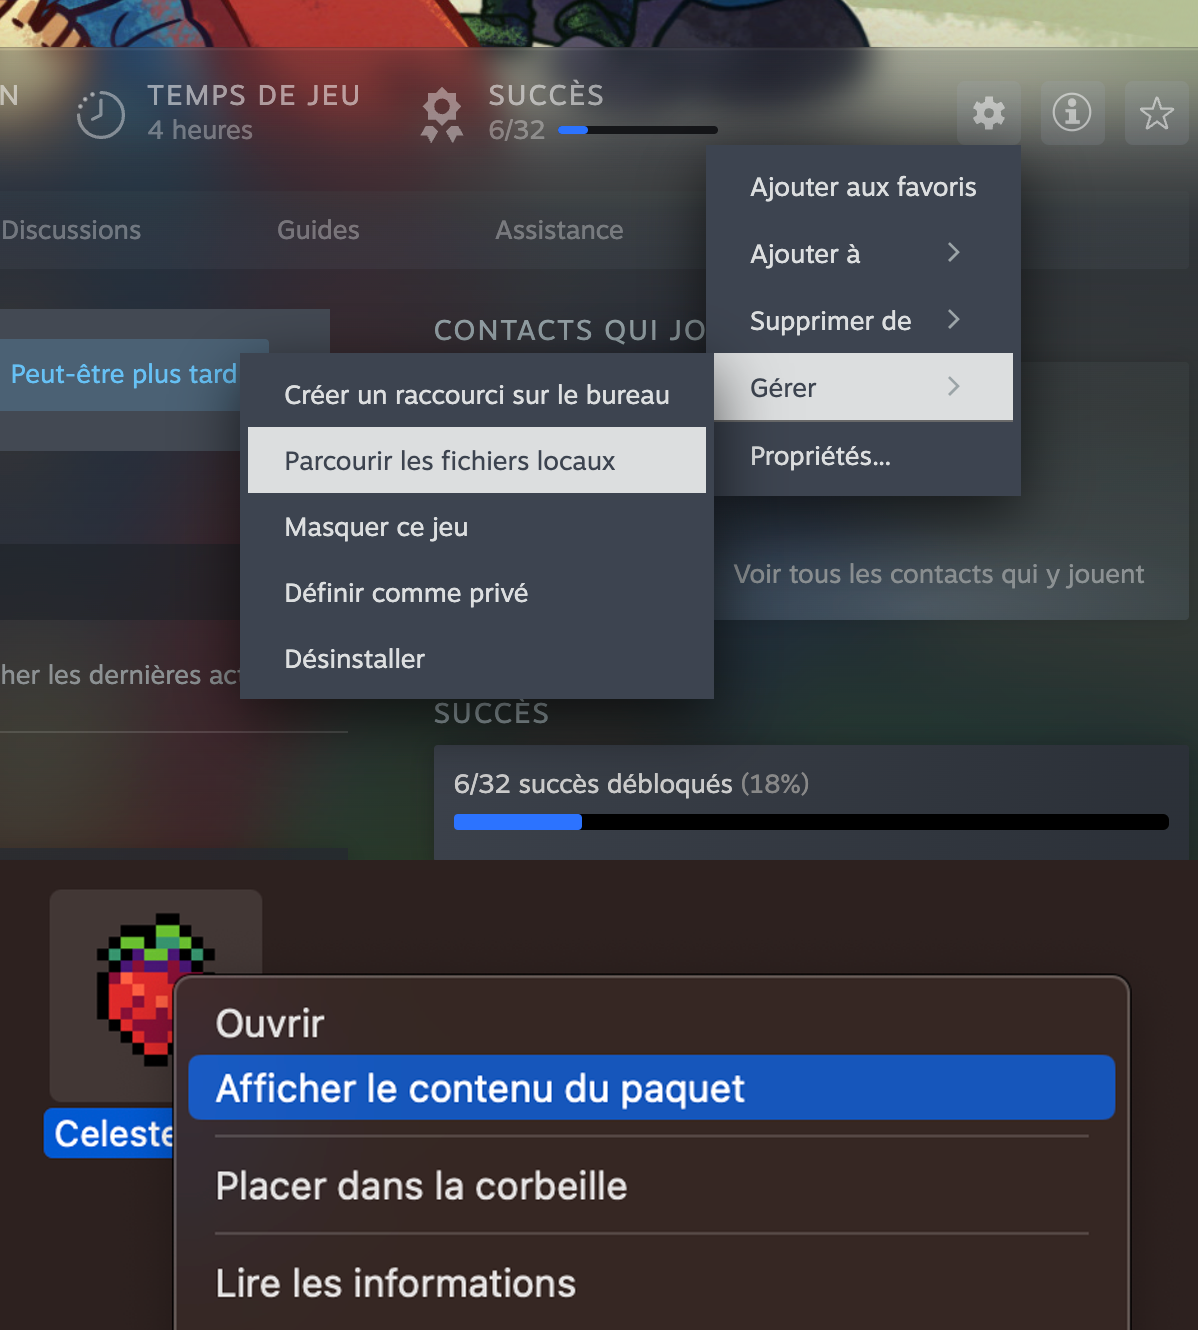 N
TEMPS DE JEU
4 heures
SUCCÈS
6/32
Ajouter aux favoris
Ajouter à
Supprimer de
Gérer
Propriétés...
Discussions
Guides
Assistance
CONTACTS QUI JO
Peut-être plus tard
Créer un raccourci sur le bureau
Parcourir les fichiers locaux
Masquer ce jeu
Définir comme privé
Désinstaller
Voir tous les contacts qui y jouent
her les dernières act
SUCCÈS
6/32 succès débloqués (18%)
Celeste
Ouvrir
Afficher le contenu du paquet
Placer dans la corbeille
Lire les informations